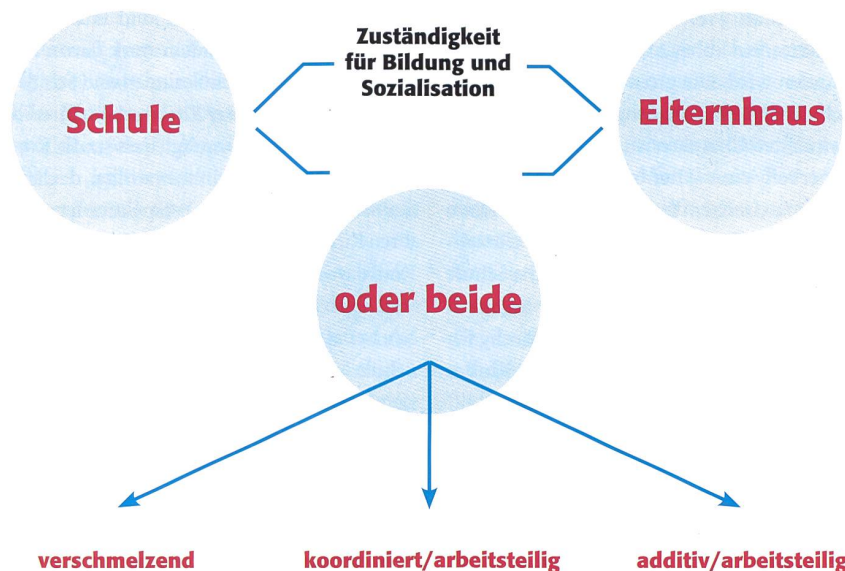 Zuständigkeit
für Bildung und
Sozialisation
Schule
Elternhaus
oder beide
verschmelzend
koordiniert/arbeitsteilig
additiv/arbeitsteilig